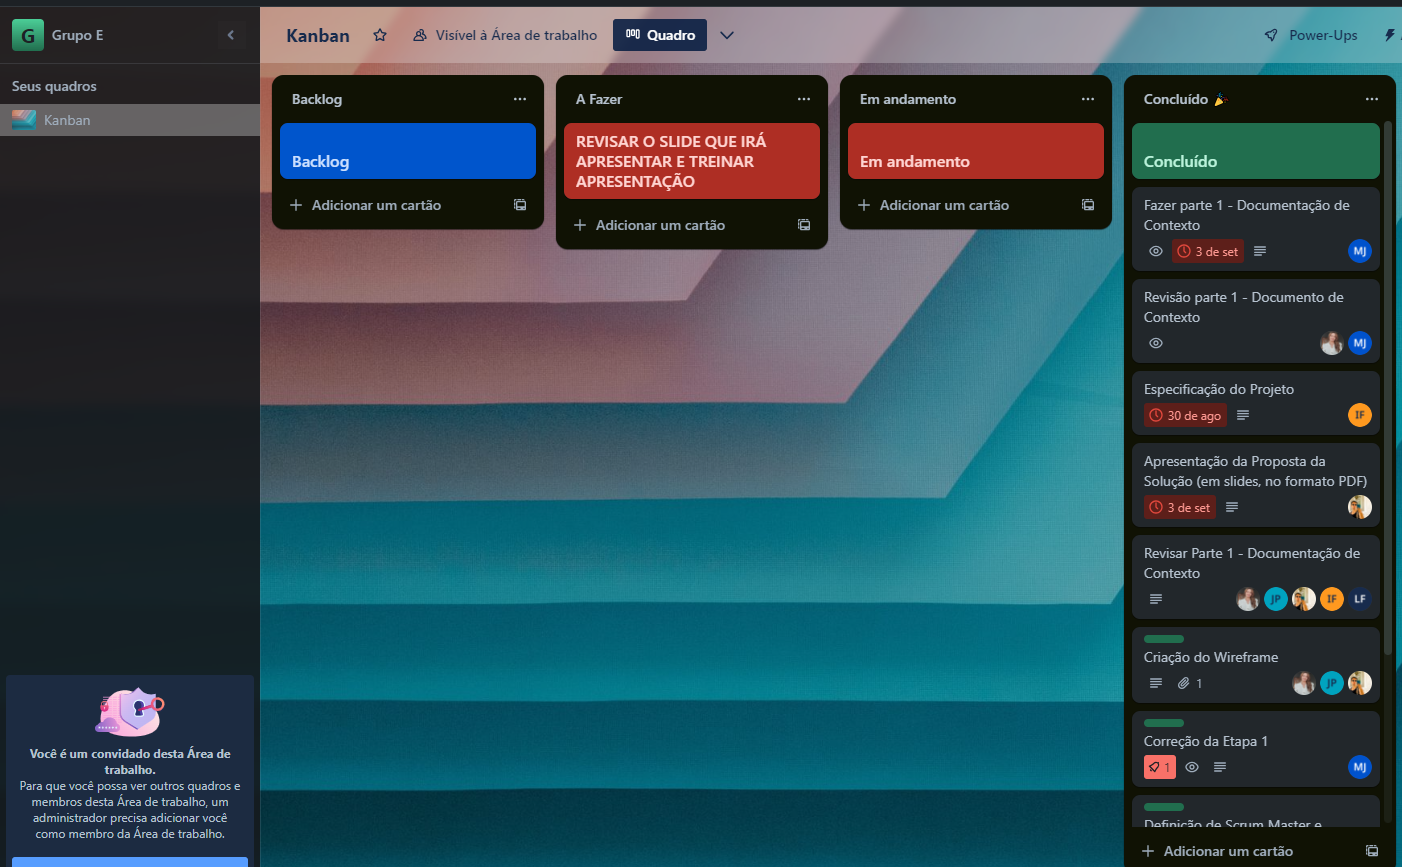 G
Grupo E
Seus quadros
Kanban
Você é um convidado desta Área de
trabalho.
Para que você possa ver outros quadros e
membros desta Área de trabalho, um
administrador precisa adicionar você
como membro da Área de trabalho.
Kanban
Visível à Área de trabalho
Quadro
Power-Ups
Backlog
Backlog
Adicionar um cartão
A Fazer
REVISAR O SLIDE QUE IRÁ
APRESENTAR E TREINAR
APRESENTAÇÃO
Adicionar um cartão
Em andamento
Em andamento
Adicionar um cartão
Concluído 🎉
Concluído
Fazer parte 1 - Documentação de
Contexto
3 de set
MJ
Revisão parte 1 - Documento de
Contexto
MJ
Especificação do Projeto
30 de ago
IF
Apresentação da Proposta da
Solução (em slides, no formato PDF)
3 de set
Revisar Parte 1 - Documentação de
Contexto
JP IF LF
Criação do Wireframe
1 JP
Correção da Etapa 1
1 MJ
Definição de Scrum Master e
Adicionar um cartão